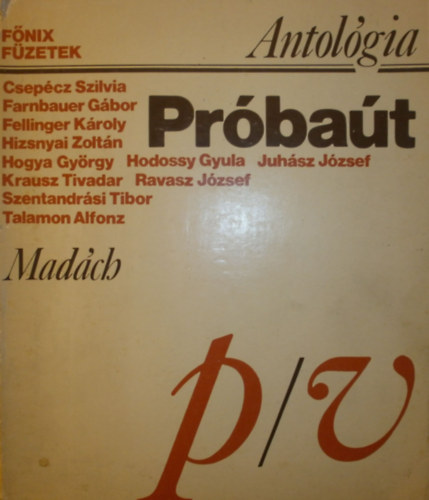 FŐNIX
FÜZETEK
Antológia
Csepécz Szilvia
Farnbauer Gábor
Fellinger Károly
Hizsnyai Zoltán
Próbaút
Hogya György Hodossy Gyula Juhász József
Krausz Tivadar Ravasz József
Szentandrási Tibor
Talamon Alfonz
Madách
p/v